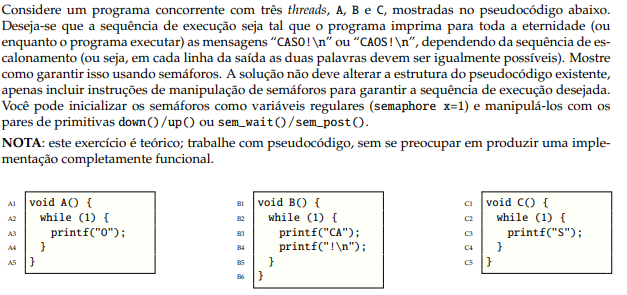 Considere um programa concorrente com três threads, A, B e C, mostradas no pseudocódigo abaixo.
Deseja-se que a sequência de execução seja tal que o programa imprima para toda a eternidade (ou
enquanto o programa executar) as mensagens “CASO!\n” ou “CAOS!\n”, dependendo da sequência de es-
calonamento (ou seja, em cada linha da saída as duas palavras devem ser igualmente possíveis). Mostre
como garantir isso usando semáforos. A solução não deve alterar a estrutura do pseudocódigo existente,
apenas incluir instruções de manipulação de semáforos para garantir a sequência de execução desejada.
Você pode inicializar os semáforos como variáveis regulares (semaphore x=1) e manipulá-los com os
pares de primitivas down()/up() ou sem_wait()/sem_post().
NOTA: este exercício é teórico; trabalhe com pseudocódigo, sem se preocupar em produzir uma imple-
mentação completamente funcional.
A1 void A() {
A2 while (1) {
A3 printf("O");
A4 }
A5 }
B1 void B() {
B2 while (1) {
B3 printf("CA");
B4 printf("!\n");
B5 }
B6 }
C1 void C() {
C2 while (1) {
C3 printf("S");
C4 }
C5 }